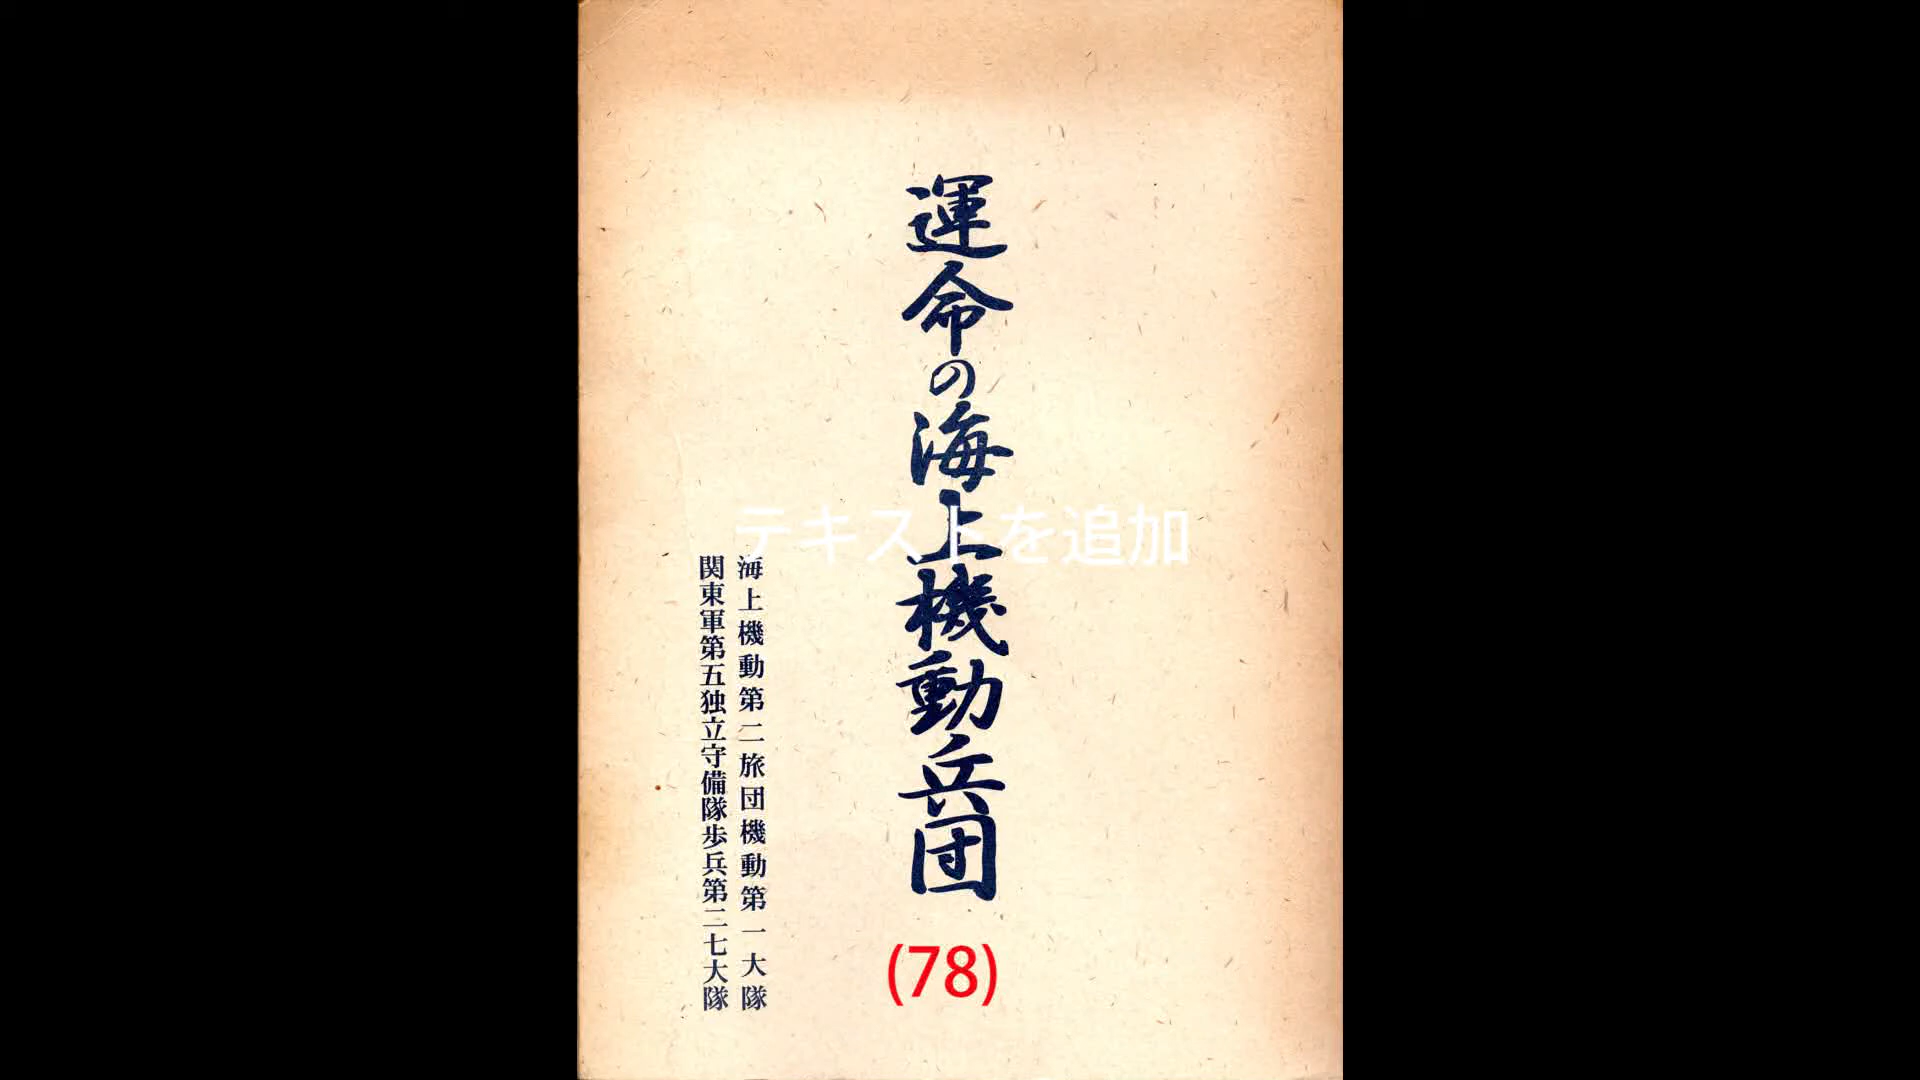 運命の海上機動兵団
海上機動第二旅団機動第一大隊
関東軍第五独立守備隊歩兵第二七大隊
テキストを追加
(78)